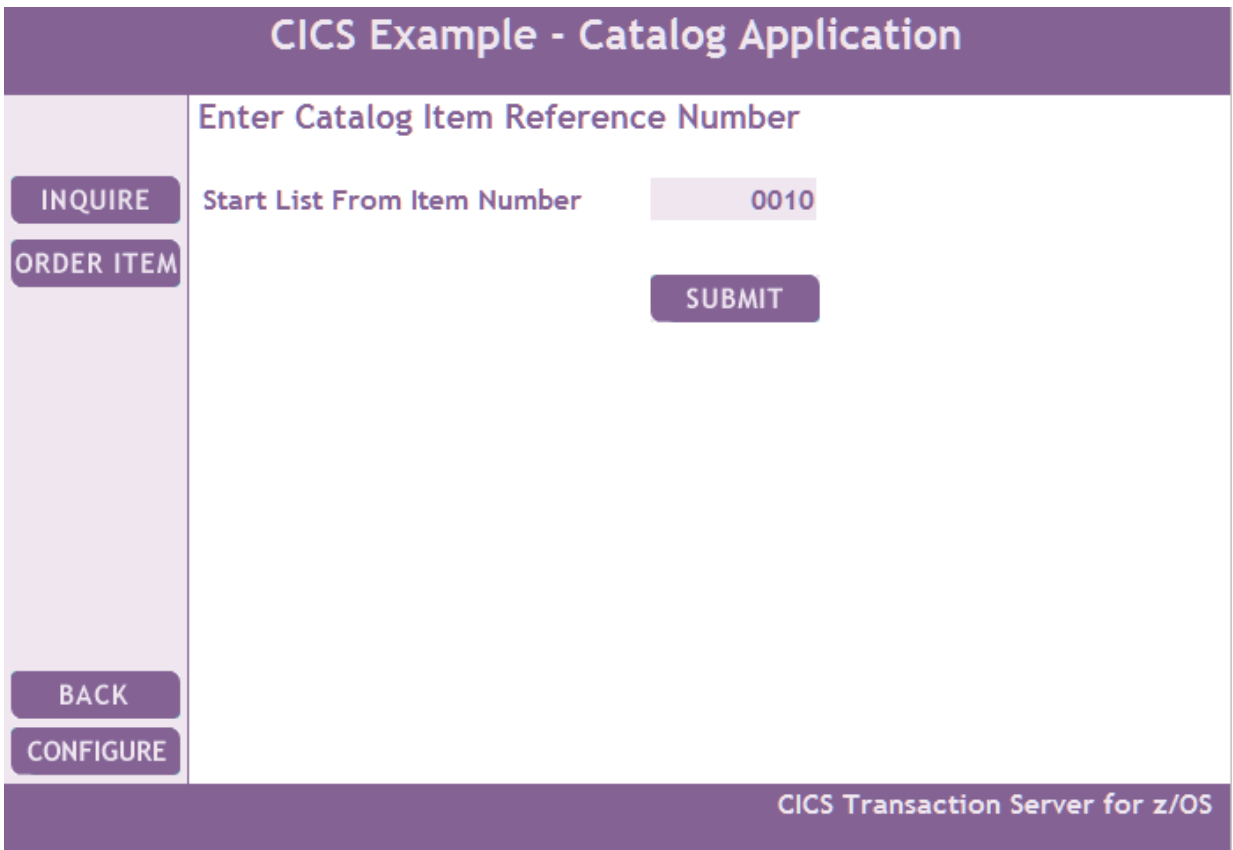 CICS Example - Catalog Application
Enter Catalog Item Reference Number
INQUIRE
Start List From Item Number 0010
ORDER ITEM
SUBMIT
BACK
CONFIGURE
CICS Transaction Server for z/OS